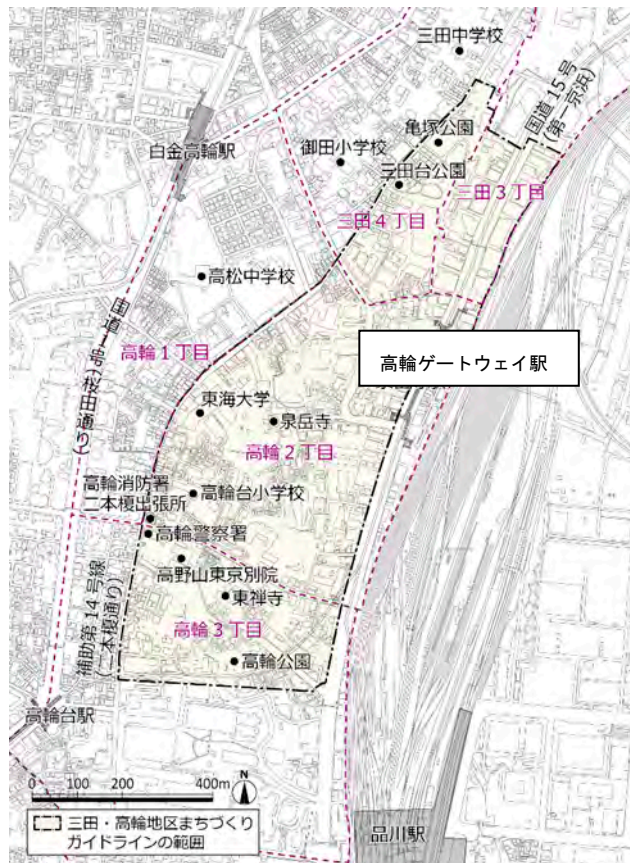 三田中学校
国道15号
(第一京浜)
亀塚公園
御田小学校
白金高輪駅
三田台公園
三田3丁目
三田4丁目
高松中学校
国道1号(桜田通り)
高輪1丁目
高輪ゲートウェイ駅
東海大学
泉岳寺
高輪2丁目
高輪消防署
二本榎出張所
高輪台小学校
高輪警察署
高野山東京別院
補助第14号線
(二本榎通り)
東禅寺
高輪3丁目
高輪公園
高輪台駅
0 100 200 400m
N
三田・高輪地区まちづくり
ガイドラインの範囲
品川駅